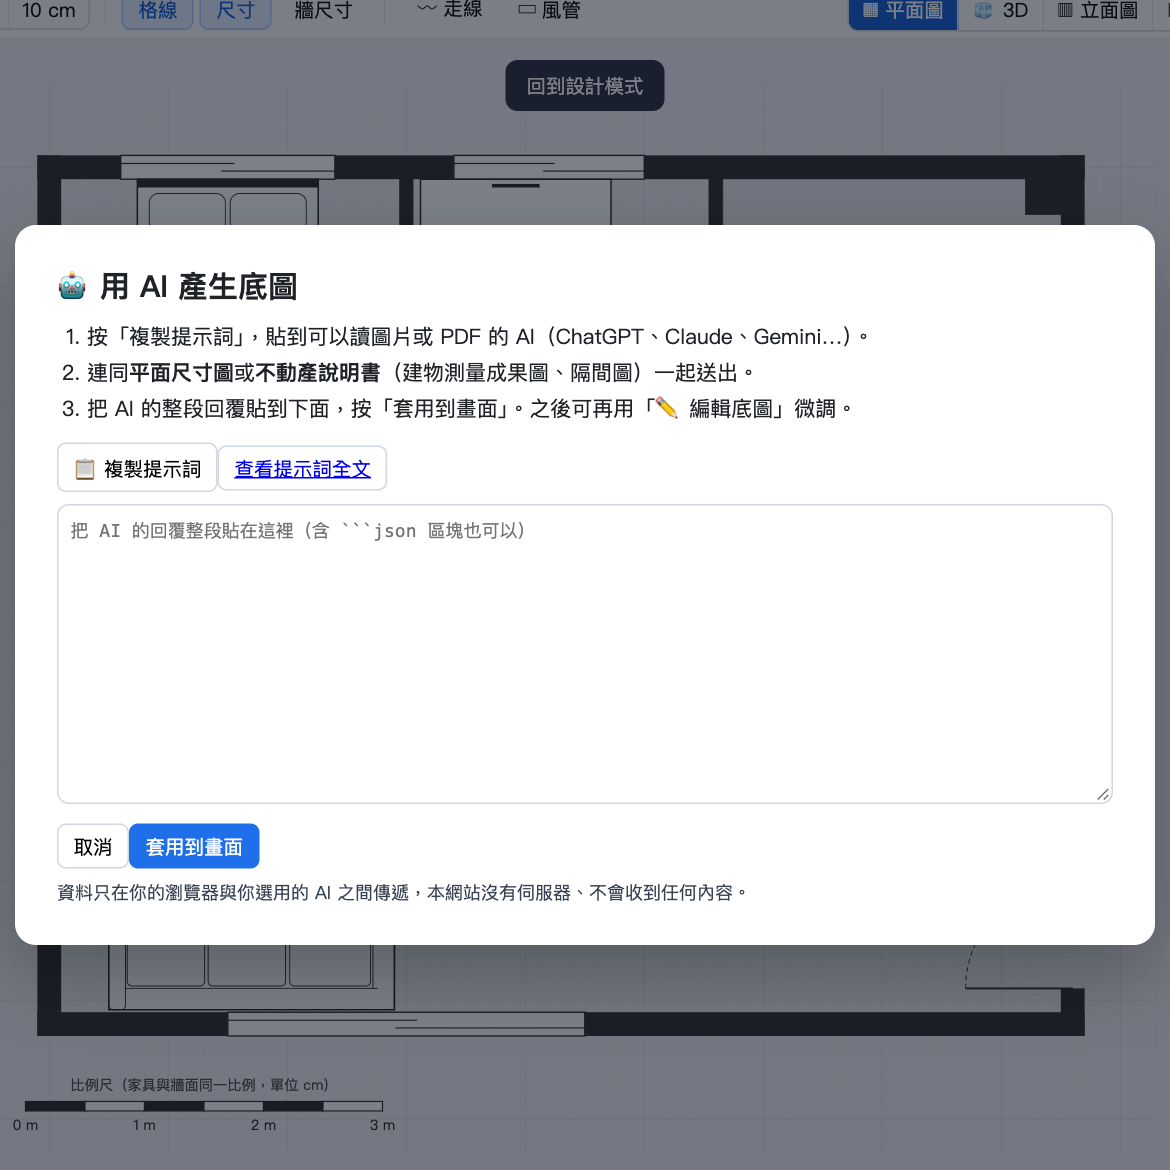 10 cm 格線 尺寸 牆尺寸 走線 風管 平面圖 3D 立面圖
回到設計模式
用 AI 產生底圖
1. 按「複製提示詞」，貼到可以讀圖片或 PDF 的 AI（ChatGPT、Claude、Gemini…）。
2. 連同平面尺寸圖或不動產說明書（建物測量成果圖、隔間圖）一起送出。
3. 把 AI 的整段回覆貼到下面，按「套用到畫面」。之後可再用「✏️ 編輯底圖」微調。
複製提示詞 查看提示詞全文
把 AI 的回覆整段貼在這裡（含 ```json 區塊也可以）
取消 套用到畫面
資料只在你的瀏覽器與你選用的 AI 之間傳遞，本網站沒有伺服器、不會收到任何內容。
比例尺（家具與牆面同一比例，單位 cm）
0 m 1 m 2 m 3 m